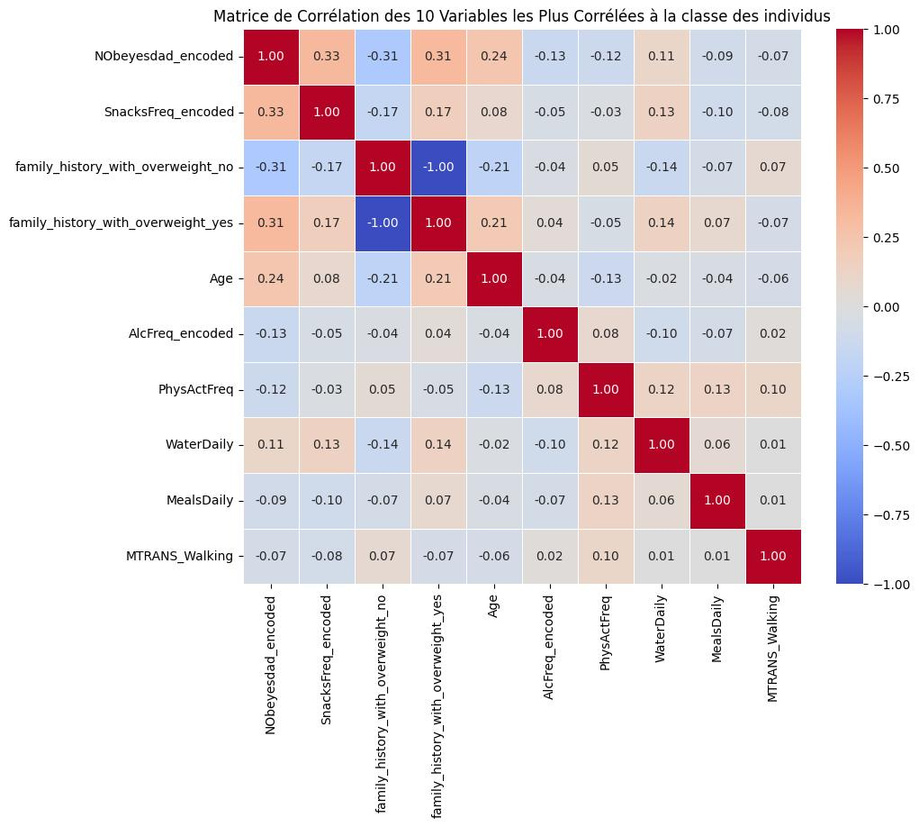 Matrice de Corrélation des 10 Variables les Plus Corrélées à la classe des individus
NObeyesdad_encoded 1.00 0.33 -0.31 0.31 0.24 -0.13 -0.12 0.11 -0.09 -0.07
SnacksFreq_encoded 0.33 1.00 -0.17 0.17 0.08 -0.05 -0.03 0.13 -0.10 -0.08
family_history_with_overweight_no -0.31 -0.17 1.00 -1.00 -0.21 -0.04 0.05 -0.14 -0.07 0.07
family_history_with_overweight_yes 0.31 0.17 -1.00 1.00 0.21 0.04 -0.05 0.14 0.07 -0.07
Age 0.24 0.08 -0.21 0.21 1.00 -0.04 -0.13 -0.02 -0.04 -0.06
AlcFreq_encoded -0.13 -0.05 -0.04 0.04 -0.04 1.00 0.08 -0.10 -0.07 0.02
PhysActFreq -0.12 -0.03 0.05 -0.05 -0.13 0.08 1.00 0.12 0.13 0.10
WaterDaily 0.11 0.13 -0.14 0.14 -0.02 -0.10 0.12 1.00 0.06 0.01
MealsDaily -0.09 -0.10 -0.07 0.07 -0.04 -0.07 0.13 0.06 1.00 0.01
MTRANS_Walking -0.07 -0.08 0.07 -0.07 -0.06 0.02 0.10 0.01 0.01 1.00
NObeyesdad_encoded
SnacksFreq_encoded
family_history_with_overweight_no
family_history_with_overweight_yes
Age
AlcFreq_encoded
PhysActFreq
WaterDaily
MealsDaily
MTRANS_Walking
1.00
0.75
0.50
0.25
0.00
−0.25
−0.50
−0.75
−1.00